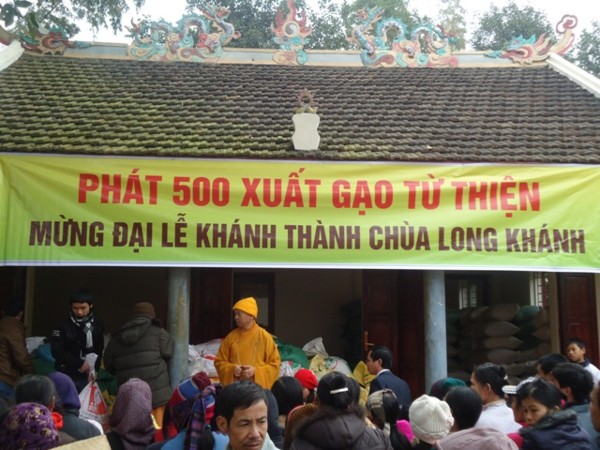 PHÁT 500 XUẤT GẠO TỪ THIỆN
MỪNG ĐẠI LỄ KHÁNH THÀNH CHÙA LONG KHÁNH